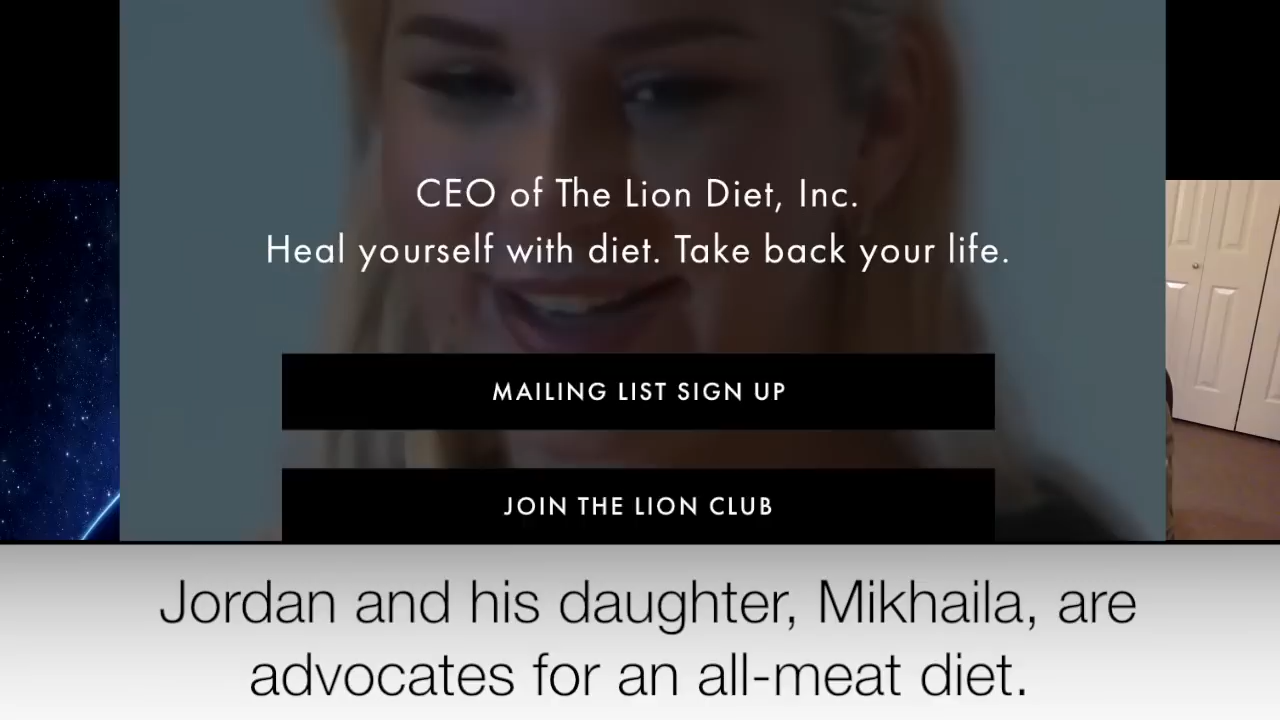 CEO of The Lion Diet, Inc.
Heal yourself with diet. Take back your life.
MAILING LIST SIGN UP
JOIN THE LION CLUB
Jordan and his daughter, Mikhaila, are
advocates for an all-meat diet.